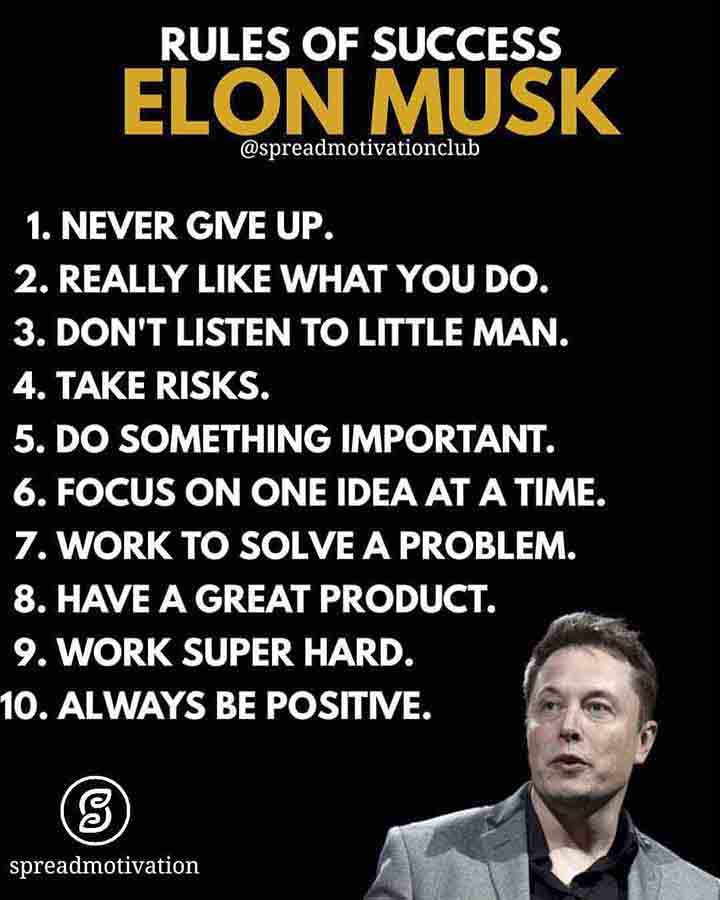 RULES OF SUCCESS
ELON MUSK
@spreadmotivationclub
1. NEVER GIVE UP.
2. REALLY LIKE WHAT YOU DO.
3. DON'T LISTEN TO LITTLE MAN.
4. TAKE RISKS.
5. DO SOMETHING IMPORTANT.
6. FOCUS ON ONE IDEA AT A TIME.
7. WORK TO SOLVE A PROBLEM.
8. HAVE A GREAT PRODUCT.
9. WORK SUPER HARD.
10. ALWAYS BE POSITIVE.
S
spreadmotivation